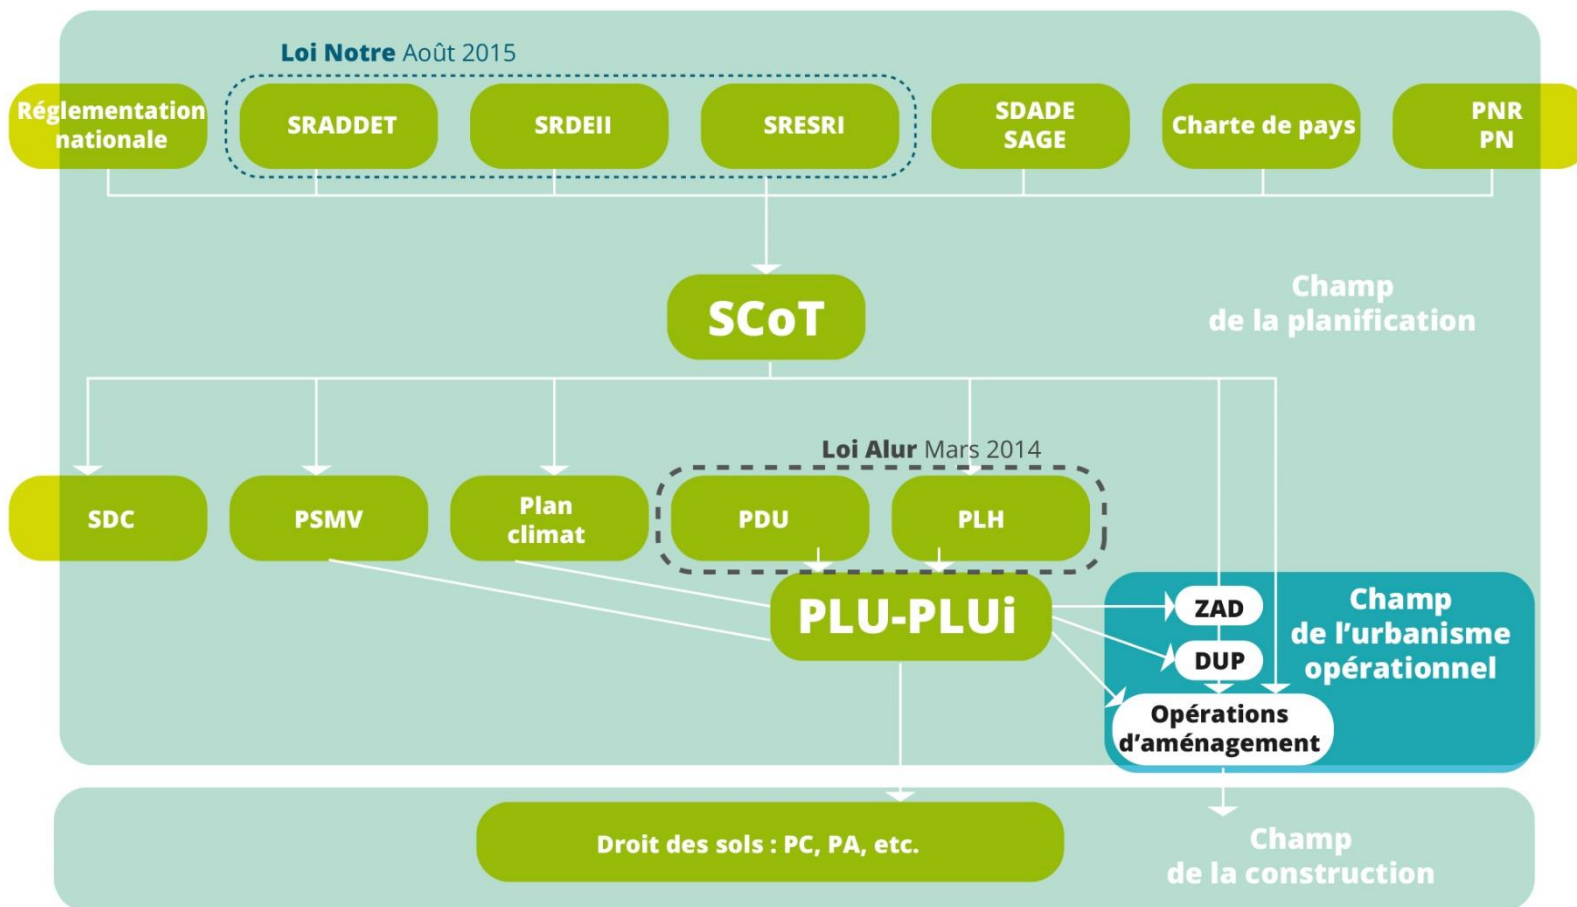 Loi Notre Août 2015
Réglementation
nationale
SRADDET
SRDEII
SRESRI
SDADE
SAGE
Charte de pays
PNR
PN
SCoT
Champ
de la planification
Loi Alur Mars 2014
SDC
PSMV
Plan
climat
PDU
PLH
PLU-PLUi
ZAD
DUP
Opérations
d'aménagement
Champ
de l'urbanisme
opérationnel
Droit des sols : PC, PA, etc.
Champ
de la construction